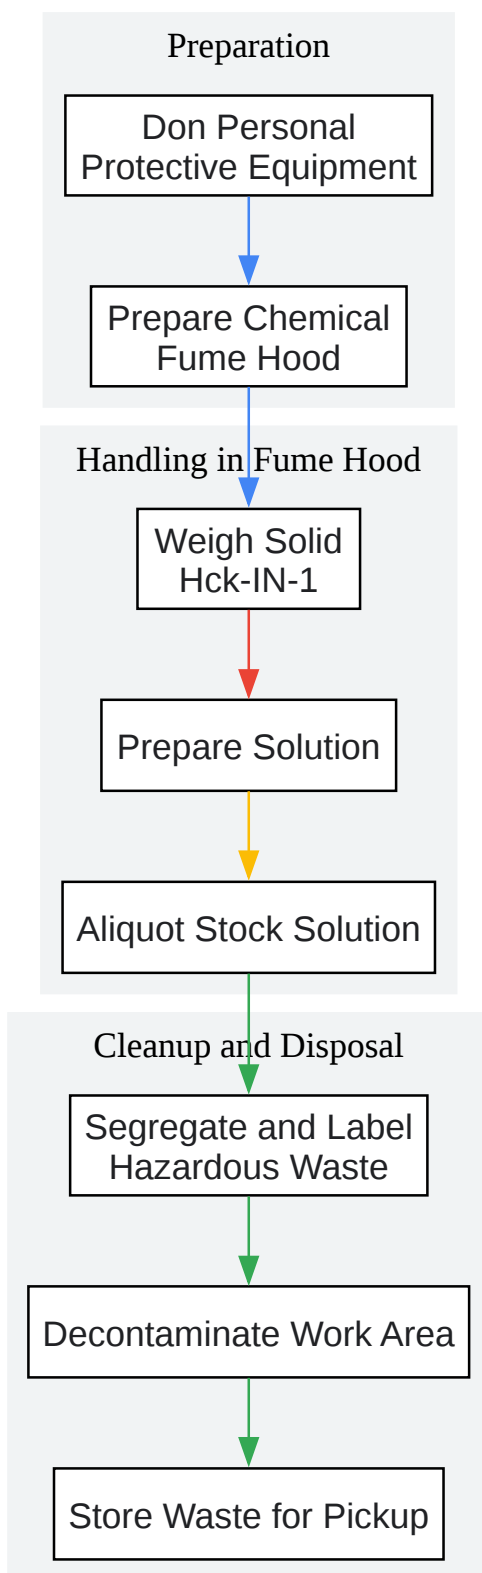 Preparation
Don Personal
Protective Equipment
Prepare Chemical
Fume Hood
Handling in Fume Hood
Weigh Solid
Hck-IN-1
Prepare Solution
Aliquot Stock Solution
Cleanup and Disposal
Segregate and Label
Hazardous Waste
Decontaminate Work Area
Store Waste for Pickup